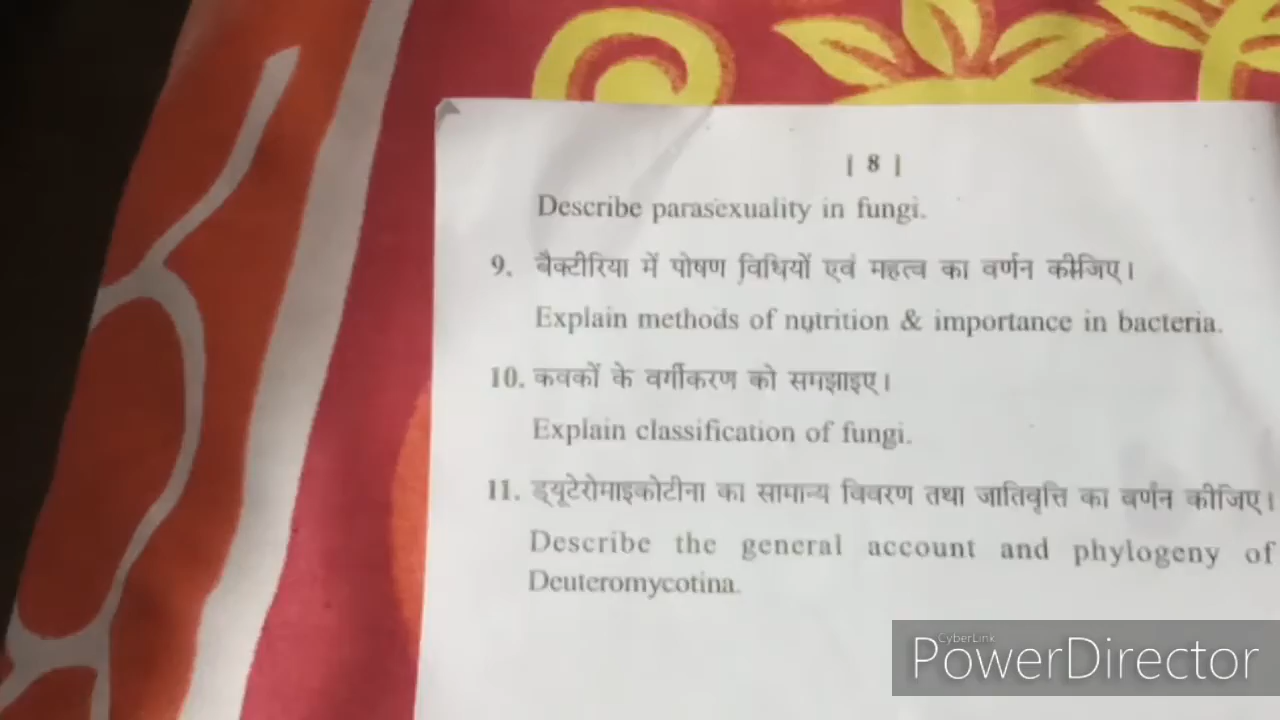 | 8 |
Describe parasexuality in fungi.
9. बैक्टीरिया में पोषण विधियों एवं महत्व का वर्णन कीजिए।
Explain methods of nutrition & importance in bacteria.
10. कवकों के वर्गीकरण को समझाइए।
Explain classification of fungi.
11. ड्यूटेरोमाइकोटीना का सामान्य विवरण तथा जातिवृत्ति का वर्णन कीजिए।
Describe the general account and phylogeny of
Deuteromycotina.
CyberLink
PowerDirector